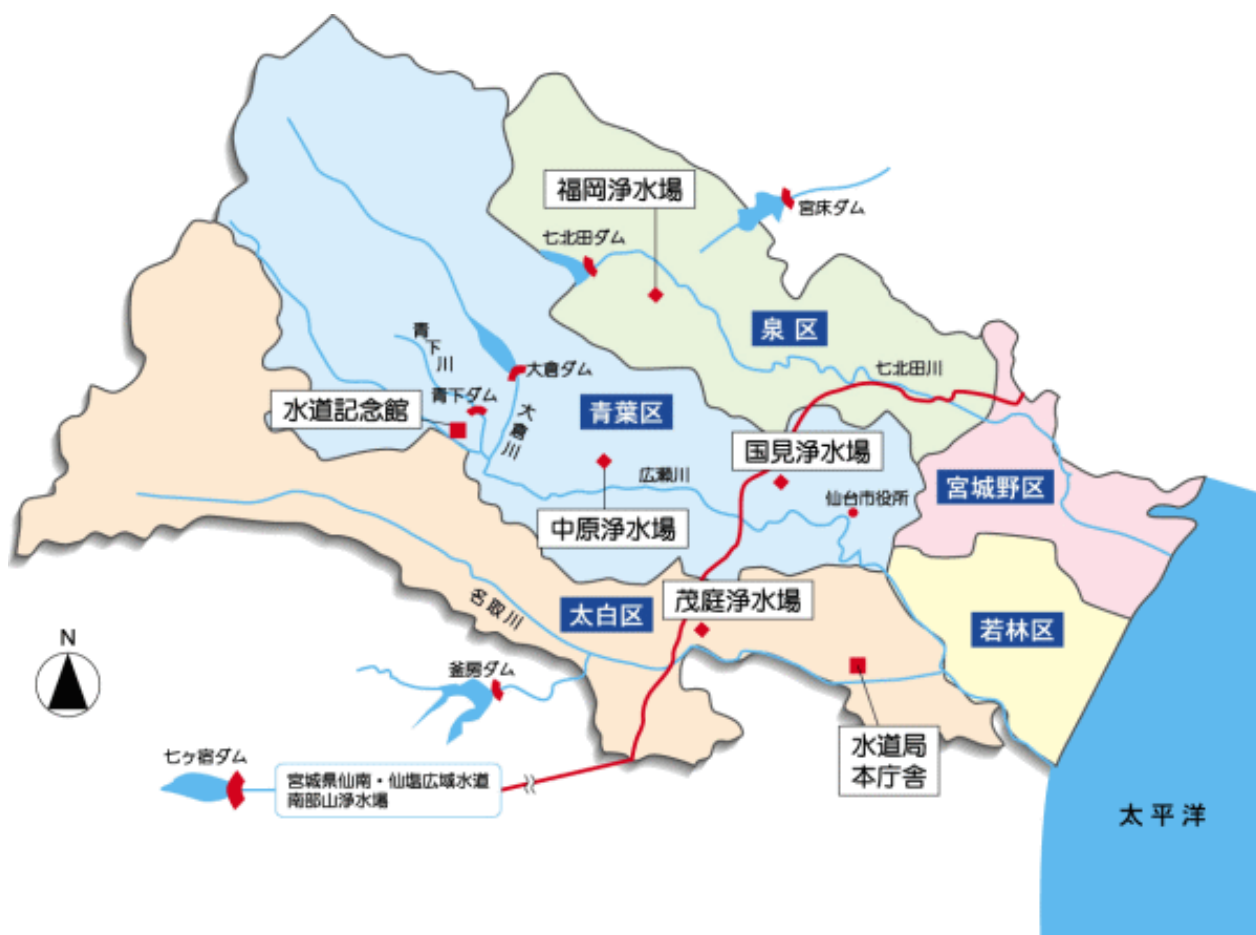 福岡浄水場
宮床ダム
七北田ダム
泉区
青下川
大倉ダム
七北田川
青下ダム
水道記念館
大倉川
青葉区
国見浄水場
広瀬川
宮城野区
仙台市役所
中原浄水場
茂庭浄水場
名取川
太白区
若林区
N
釜房ダム
水道局
本庁舎
七ヶ宿ダム
宮城県仙南・仙塩広域水道
南部山浄水場
太平洋